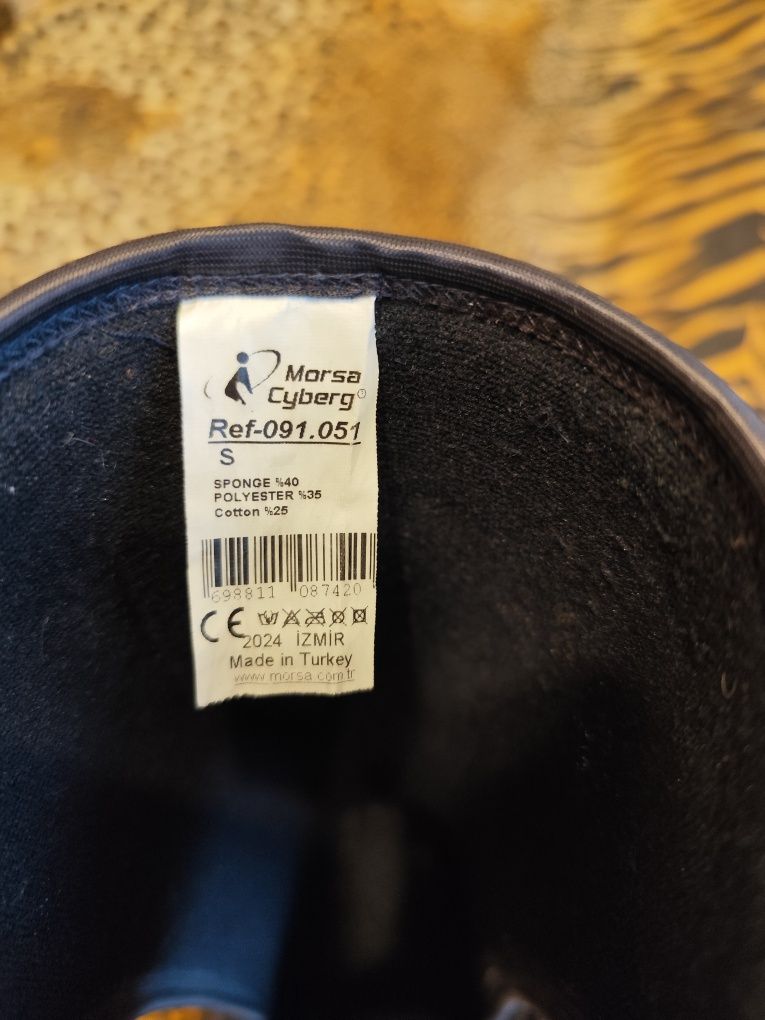 Morsa
Cyberg®
Ref-091.051
S
SPONGE %40
POLYESTER %35
Cotton %25
698811 087420
CE
2024 İZMİR
Made in Turkey
www.morsa.com.tr